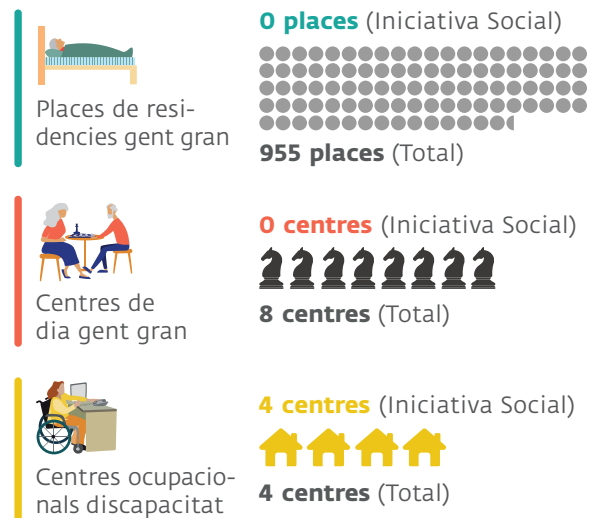 0 places (Iniciativa Social)
Places de resi-
dencies gent gran
955 places (Total)
0 centres (Iniciativa Social)
Centres de
dia gent gran
8 centres (Total)
4 centres (Iniciativa Social)
Centres ocupacio-
nals discapacitat
4 centres (Total)